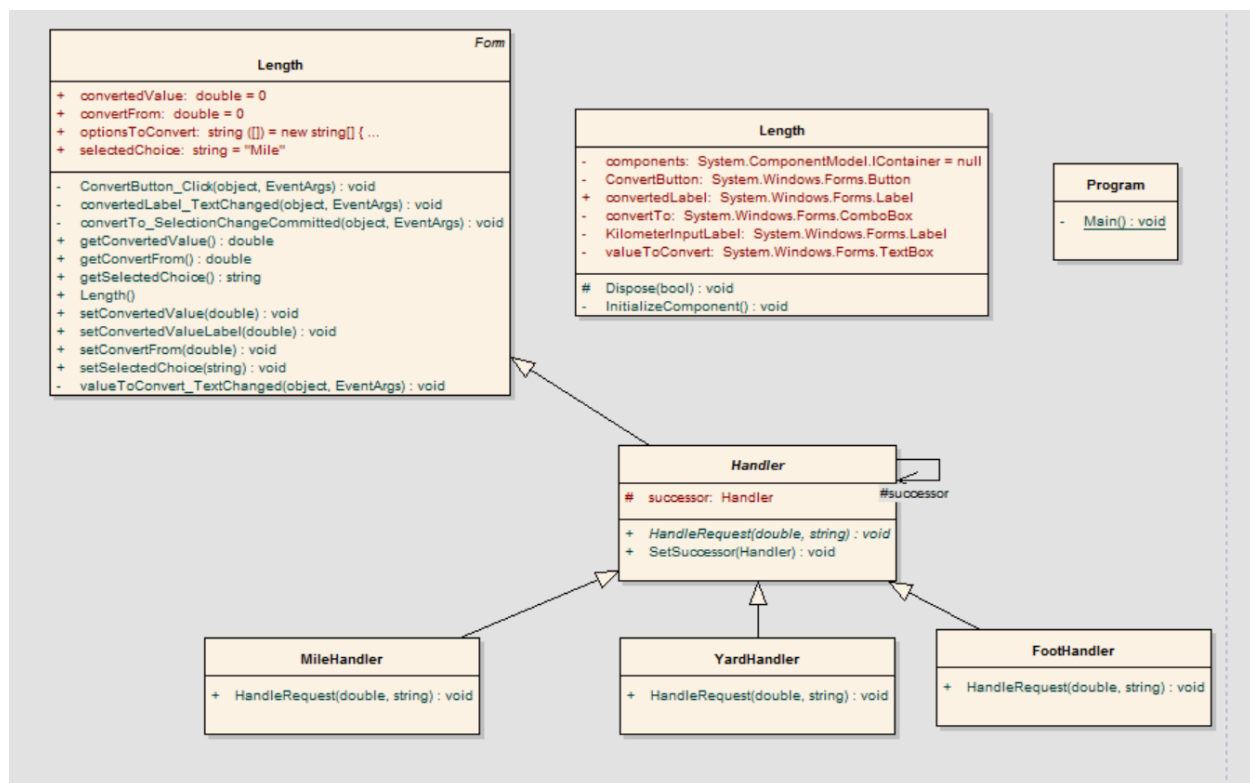 Form
Length
+ convertedValue: double = 0
+ convertFrom: double = 0
+ optionsToConvert: string ([]) = new string[] { ...
+ selectedChoice: string = "Mile"
- ConvertButton_Click(object, EventArgs) : void
- convertedLabel_TextChanged(object, EventArgs) : void
- convertTo_SelectionChangeCommitted(object, EventArgs) : void
+ getConvertedValue() : double
+ getConvertFrom() : double
+ getSelectedChoice() : string
+ Length()
+ setConvertedValue(double) : void
+ setConvertedValueLabel(double) : void
+ setConvertFrom(double) : void
+ setSelectedChoice(string) : void
- valueToConvert_TextChanged(object, EventArgs) : void
Length
- components: System.ComponentModel.IContainer = null
- ConvertButton: System.Windows.Forms.Button
+ convertedLabel: System.Windows.Forms.Label
- convertTo: System.Windows.Forms.ComboBox
- KilometerInputLabel: System.Windows.Forms.Label
- valueToConvert: System.Windows.Forms.TextBox
# Dispose(bool) : void
- InitializeComponent() : void
Program
- Main() : void
Handler
# successor: Handler
+ HandleRequest(double, string) : void
+ SetSuccessor(Handler) : void
#successor
MileHandler
+ HandleRequest(double, string) : void
YardHandler
+ HandleRequest(double, string) : void
FootHandler
+ HandleRequest(double, string) : void